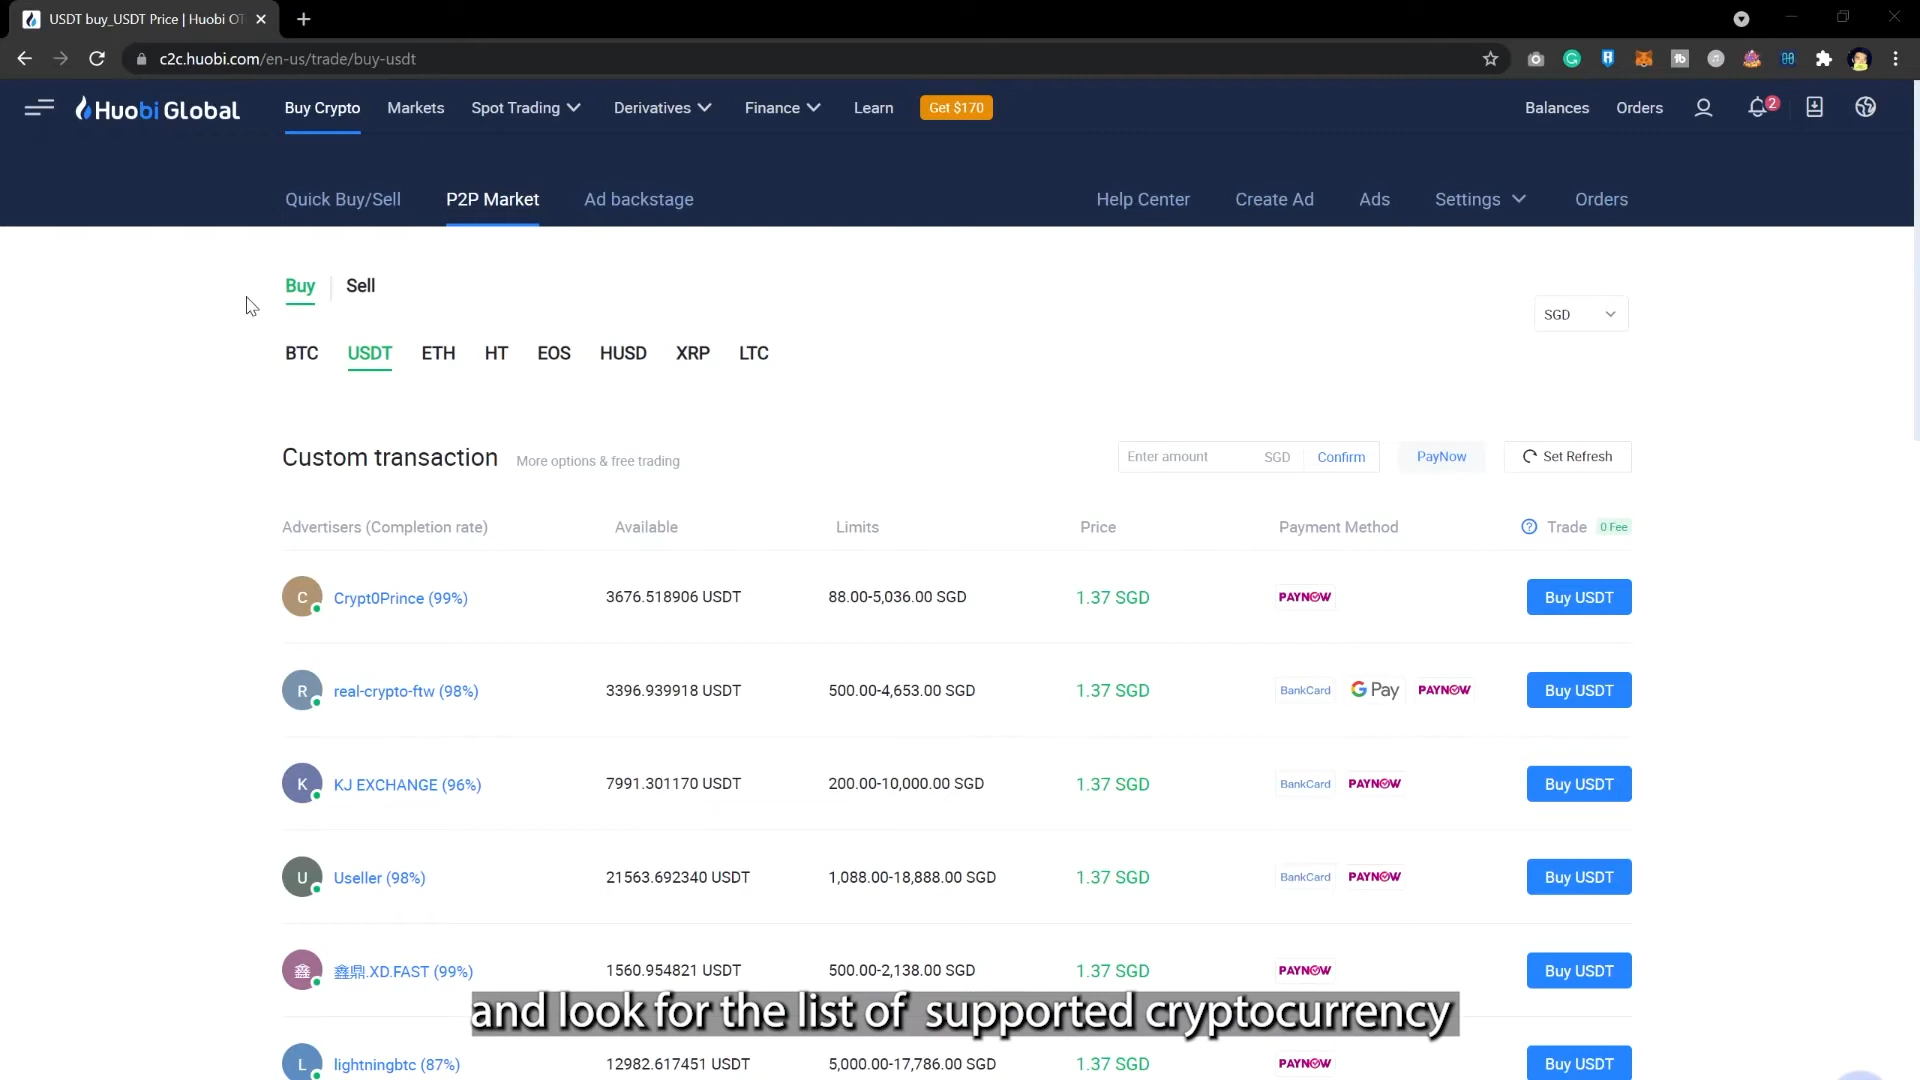 USDT buy_USDT Price | Huobi OT
c2c.huobi.com/en-us/trade/buy-usdt
Huobi Global
Buy Crypto
Markets
Spot Trading
Derivatives
Finance
Learn
Get $170
Balances
Orders
2
Quick Buy/Sell
P2P Market
Ad backstage
Help Center
Create Ad
Ads
Settings
Orders
Buy
Sell
SGD
BTC
USDT
ETH
HT
EOS
HUSD
XRP
LTC
Custom transaction
More options & free trading
Enter amount
SGD
Confirm
PayNow
Set Refresh
Advertisers (Completion rate)
Available
Limits
Price
Payment Method
Trade
0 Fee
C
Crypt0Prince (99%)
3676.518906 USDT
88.00-5,036.00 SGD
1.37 SGD
PAYNOW
Buy USDT
R
real-crypto-ftw (98%)
3396.939918 USDT
500.00-4,653.00 SGD
1.37 SGD
BankCard
G Pay
PAYNOW
Buy USDT
K
KJ EXCHANGE (96%)
7991.301170 USDT
200.00-10,000.00 SGD
1.37 SGD
BankCard
PAYNOW
Buy USDT
U
Useller (98%)
21563.692340 USDT
1,088.00-18,888.00 SGD
1.37 SGD
BankCard
PAYNOW
Buy USDT
鑫
鑫鼎.XD.FAST (99%)
1560.954821 USDT
500.00-2,138.00 SGD
1.37 SGD
PAYNOW
Buy USDT
and look for the list of supported cryptocurrency
L
lightningbtc (87%)
12982.617451 USDT
5,000.00-17,786.00 SGD
1.37 SGD
PAYNOW
Buy USDT